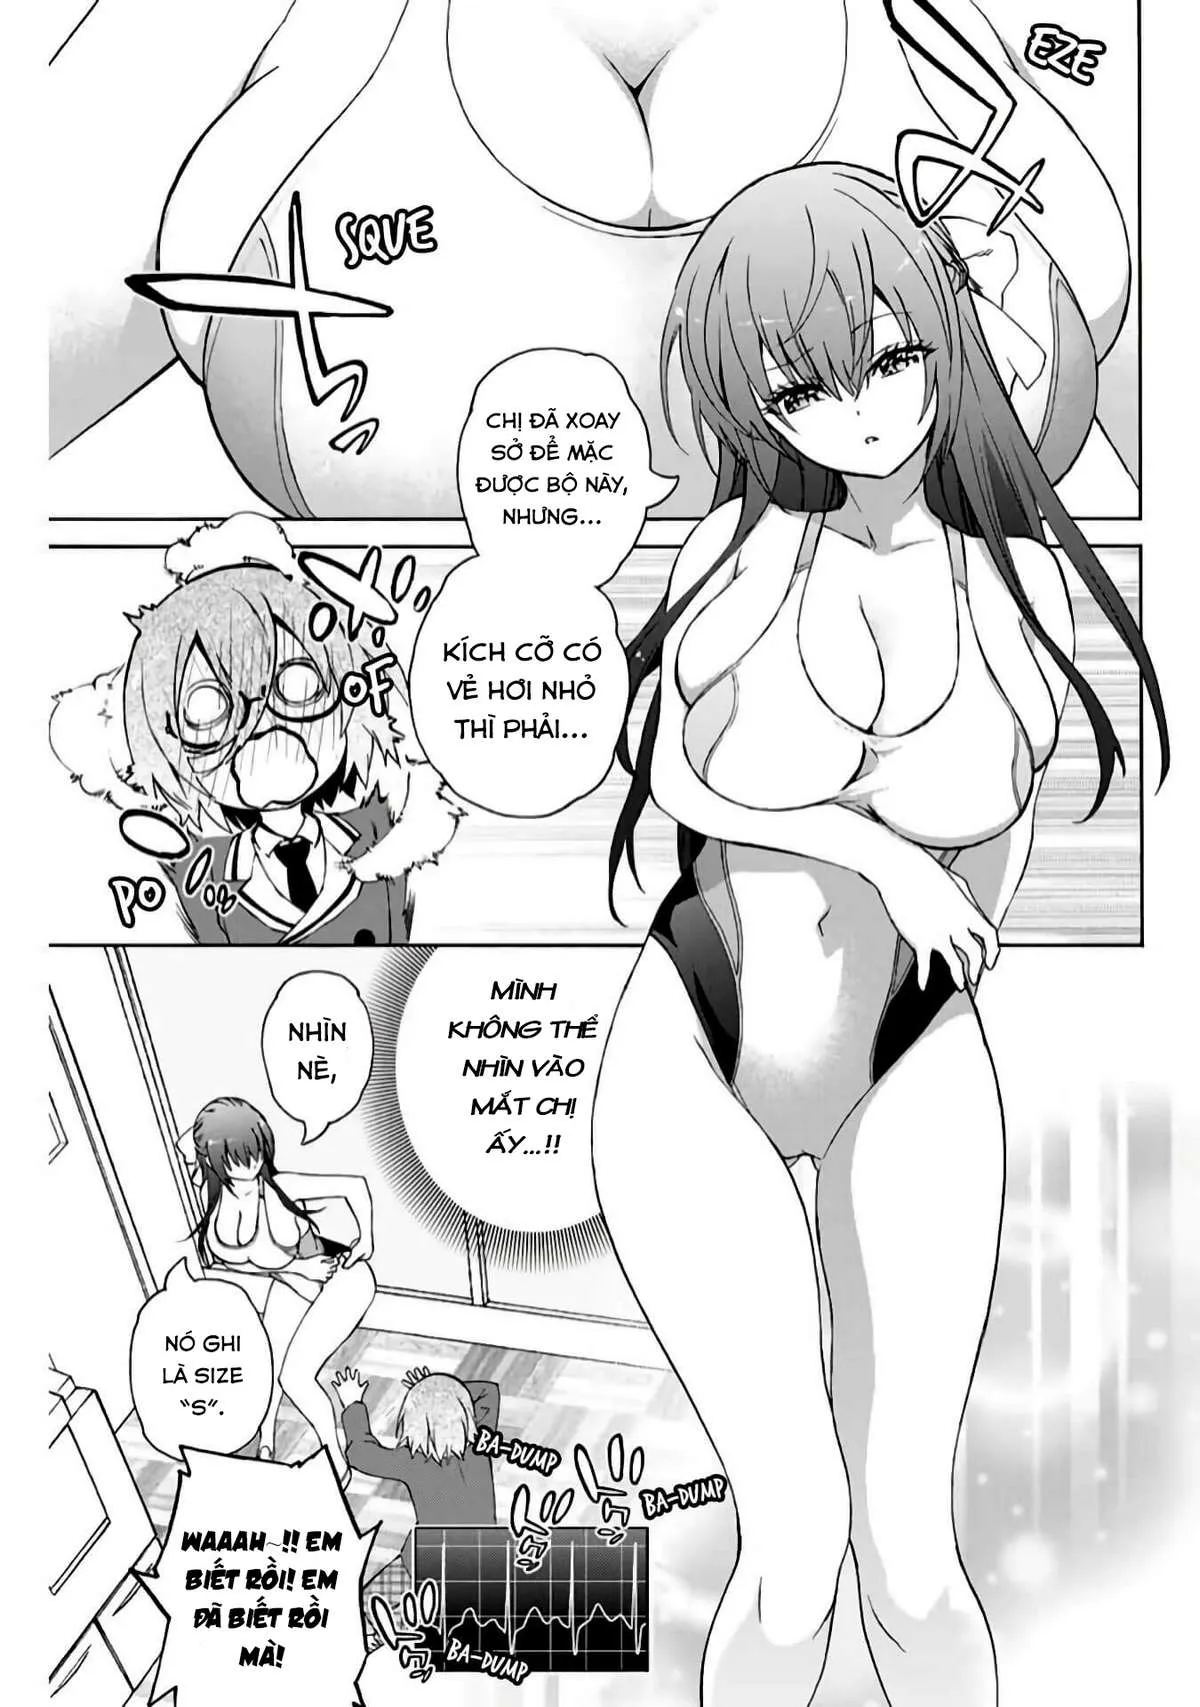 EZE
SQVE
CHỊ ĐÃ XOAY
SỞ ĐỂ MẶC
ĐƯỢC BỘ NÀY,
NHƯNG...
KÍCH CỠ CÓ
VẺ HƠI NHỎ
THÌ PHẢI...
OF
PO
MÌNH
KHÔNG THỂ
NHÌN VÀO
MẮT CHỊ
ẤY...!!
NHÌN
NÈ,
NÓ GHI
LÀ SIZE
“S”.
BA-DUMP
BA-DUMP
WAAAH~!! EM
BIẾT RỒI! EM
ĐÃ BIẾT RỒI
MÀ!
BA-DUMP